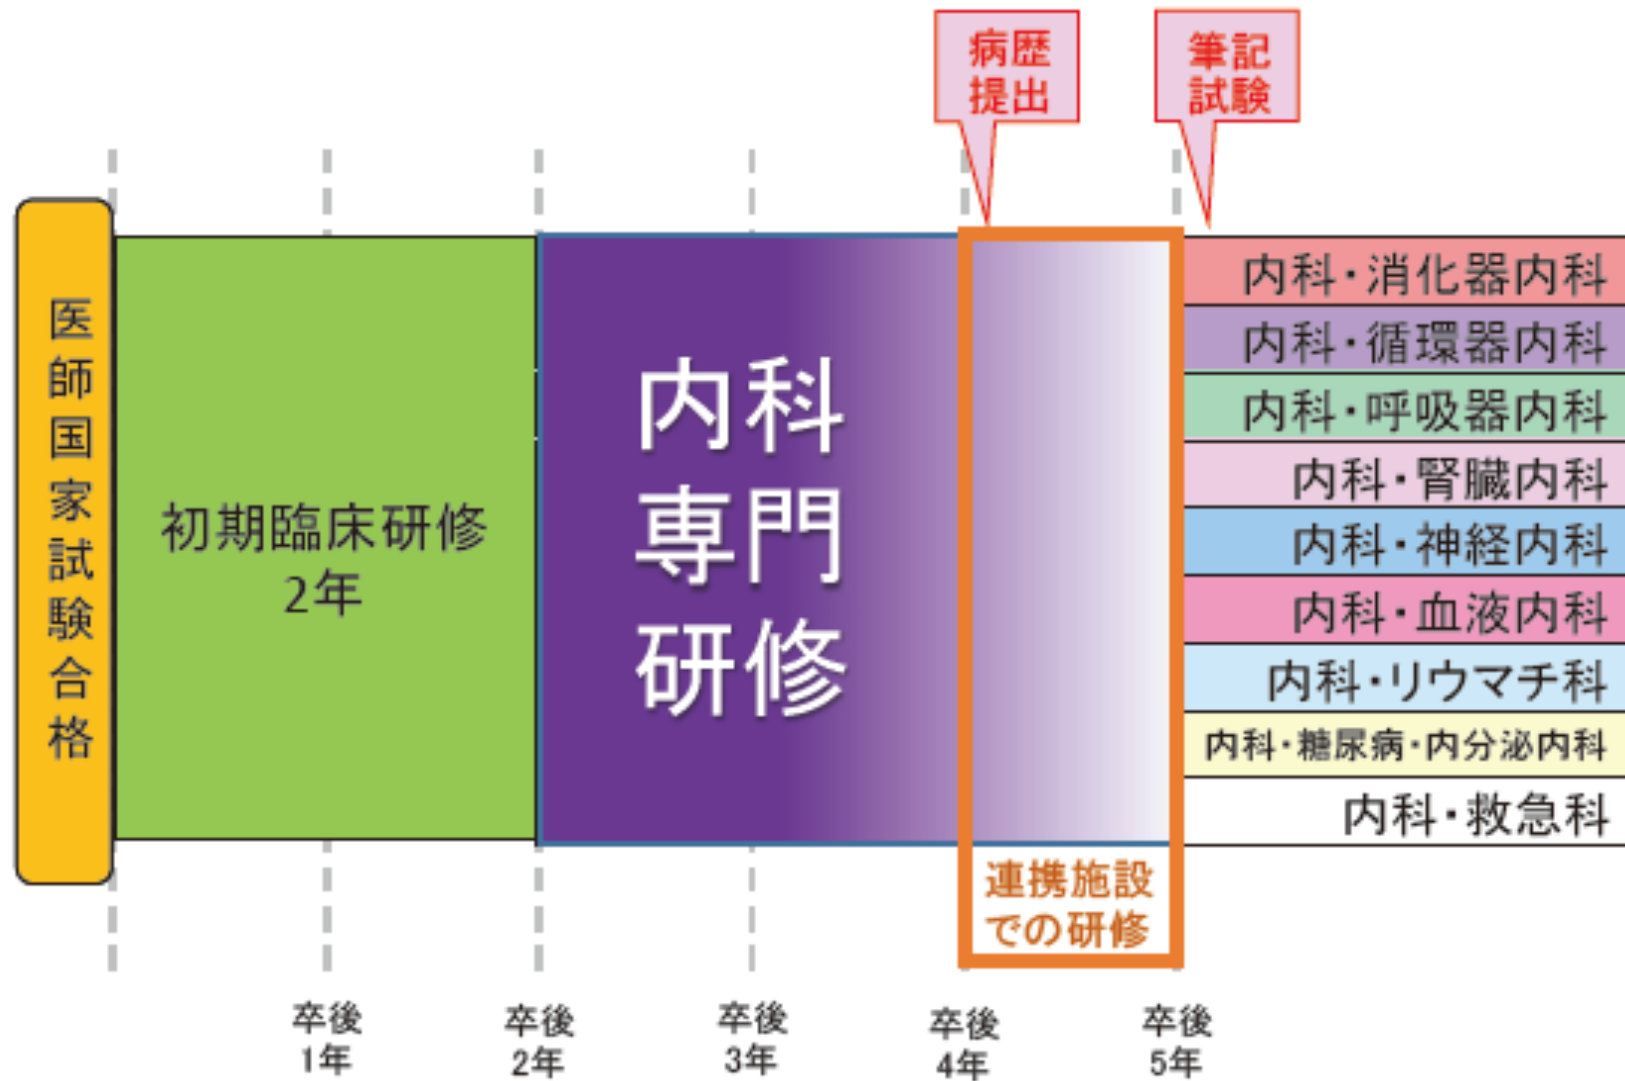 病歴
提出
筆記
試験
医師国家試験合格
初期臨床研修
2年
内科
専門
研修
内科・消化器内科
内科・循環器内科
内科・呼吸器内科
内科・腎臓内科
内科・神経内科
内科・血液内科
内科・リウマチ科
内科・糖尿病・内分泌内科
内科・救急科
連携施設
での研修
卒後
1年
卒後
2年
卒後
3年
卒後
4年
卒後
5年